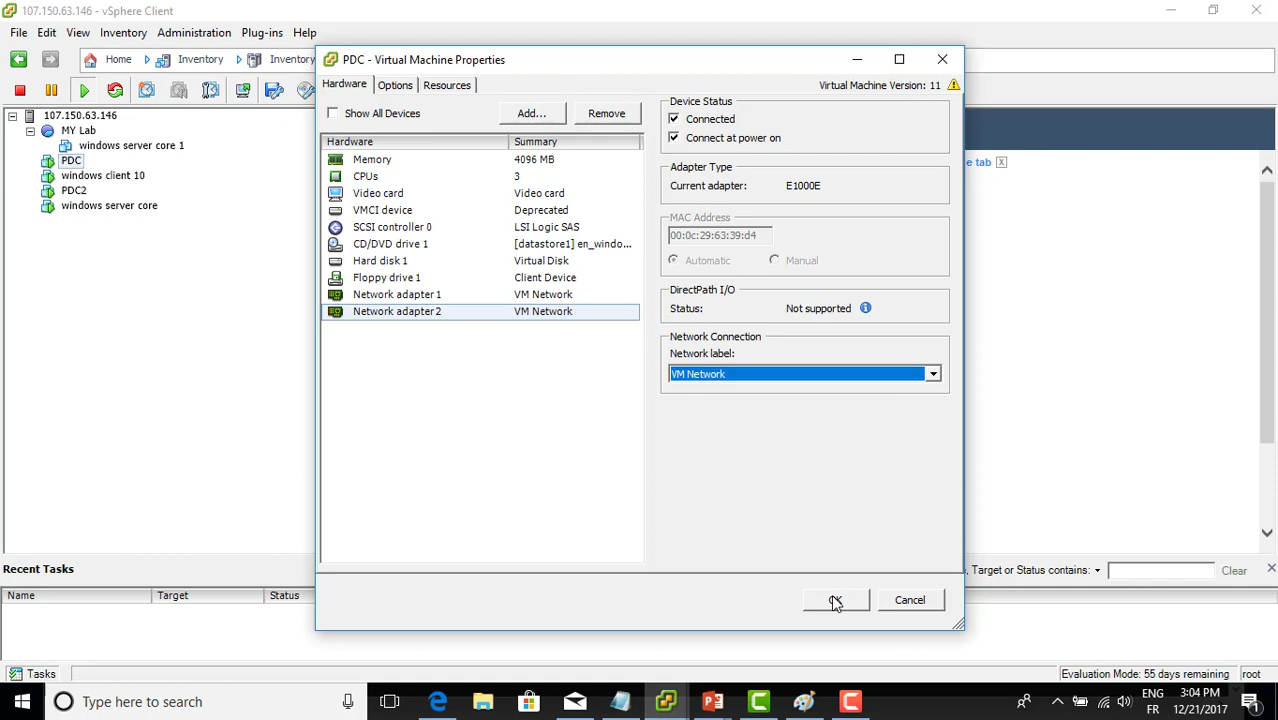 107.150.63.146 - vSphere Client
File Edit View Inventory Administration Plug-ins Help
Home Inventory Inventory
107.150.63.146
MY Lab
windows server core 1
PDC
windows client 10
PDC2
windows server core
PDC - Virtual Machine Properties
Hardware Options Resources
Virtual Machine Version: 11
Show All Devices
Add...
Remove
Hardware Summary
Memory 4096 MB
CPUs 3
Video card Video card
VMCI device Deprecated
SCSI controller 0 LSI Logic SAS
CD/DVD drive 1 [datastore1] en_windo...
Hard disk 1 Virtual Disk
Floppy drive 1 Client Device
Network adapter 1 VM Network
Network adapter 2 VM Network
Device Status
Connected
Connect at power on
Adapter Type
Current adapter: E1000E
MAC Address
00:0c:29:63:39:d4
Automatic Manual
DirectPath I/O
Status: Not supported
Network Connection
Network label:
VM Network
Cancel
e tab
Recent Tasks
, Target or Status contains:
Clear
Name Target Status
Tasks
Evaluation Mode: 55 days remaining
root
Type here to search
ENG
FR
3:04 PM
12/21/2017
1